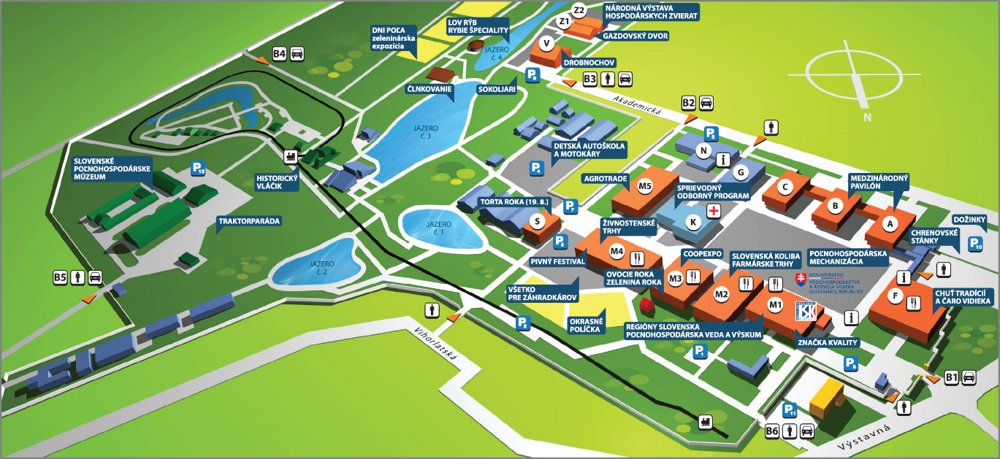 Z2
NÁRODNÁ VÝSTAVA
HOSPODÁRSKYCH ZVIERAT
Z1
GAZDOVSKÝ DVOR
LOV RÝB
RYBIE ŠPECIALITY
DNI POĽA
zeleninárska
expozícia
JAZERO
č. 4
V
DROBNOCHOV
B4
P9
B3
ČLNKOVANIE
SOKOLIARI
Akademická
B2
N
JAZERO
č. 3
P5
DETSKÁ AUTOŠKOLA
A MOTOKÁRY
N
i
P4
G
SLOVENSKÉ
POĽNOHOSPODÁRSKE
MÚZEUM
P12
HISTORICKÝ
VLÁČIK
AGROTRADE
M5
SPRIEVODNÝ
ODBORNÝ PROGRAM
C
MEDZINÁRODNÝ
PAVILÓN
B
A
TORTA ROKA (19. 8.)
P7
S
K
TRAKTORPARÁDA
DOŽINKY
ŽIVNOSTENSKÉ
TRHY
CHRENOVSKÉ
STÁNKY
JAZERO
č. 1
P3
P10
M4
COOPEXPO
SLOVENSKÁ KOLIBA
FARMÁRSKE TRHY
POĽNOHOSPODÁRSKA
MECHANIZÁCIA
PIVNÝ FESTIVAL
JAZERO
č. 2
OVOCIE ROKA
ZELENINA ROKA
M3
MINISTERSTVO
PÔDOHOSPODÁRSTVA
A ROZVOJA VIDIEKA
SLOVENSKEJ REPUBLIKY
i
B5
VŠETKO
PRE ZÁHRADKÁROV
M2
M1
F
CHUŤ TRADÍCIÍ
A ČARO VIDIEKA
SK
i
OKRASNÉ
POLÍČKA
P2
REGIÓNY SLOVENSKA
POĽNOHOSPODÁRSKA VEDA A VÝSKUM
ZNAČKA KVALITY
Vihorlatská
P1
P8
B1
P11
B6
Výstavná